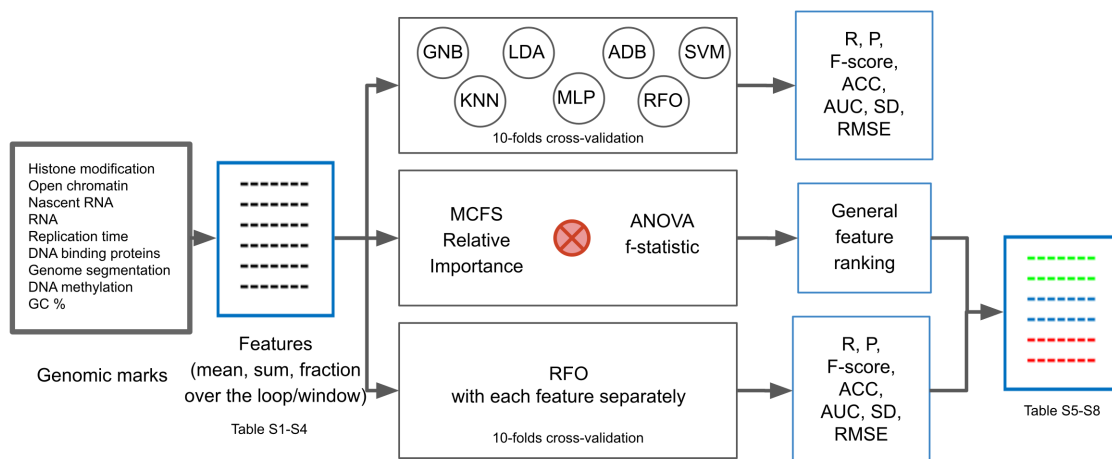 Histone modification
Open chromatin
Nascent RNA
RNA
Replication time
DNA binding proteins
Genome segmentation
DNA methylation
GC %
Genomic marks
Features
(mean, sum, fraction
over the loop/window)
Table S1-S4
GNB
LDA
ADB
SVM
KNN
MLP
RFO
10-folds cross-validation
R, P,
F-score,
ACC,
AUC, SD,
RMSE
MCFS
Relative
Importance
ANOVA
f-statistic
General
feature
ranking
RFO
with each feature separately
10-folds cross-validation
R, P,
F-score,
ACC,
AUC, SD,
RMSE
Table S5-S8